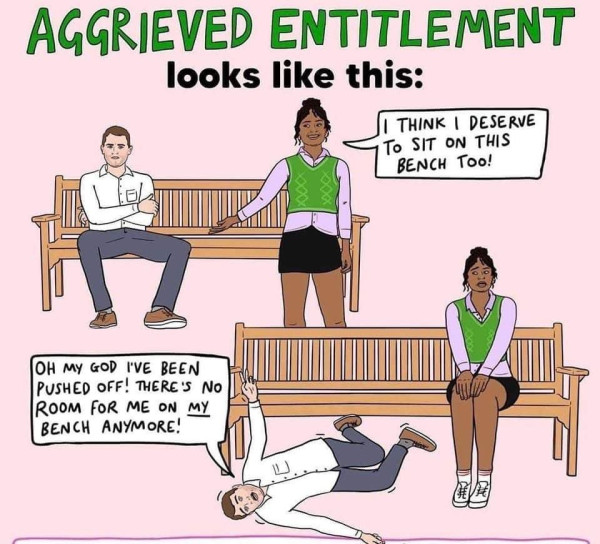 AGGRIEVED ENTITLEMENT
looks like this:
I THINK I DESERVE
TO SIT ON THIS
BENCH TOO!
OH MY GOD I'VE BEEN
PUSHED OFF! THERE'S NO
ROOM FOR ME ON MY
BENCH ANYMORE!